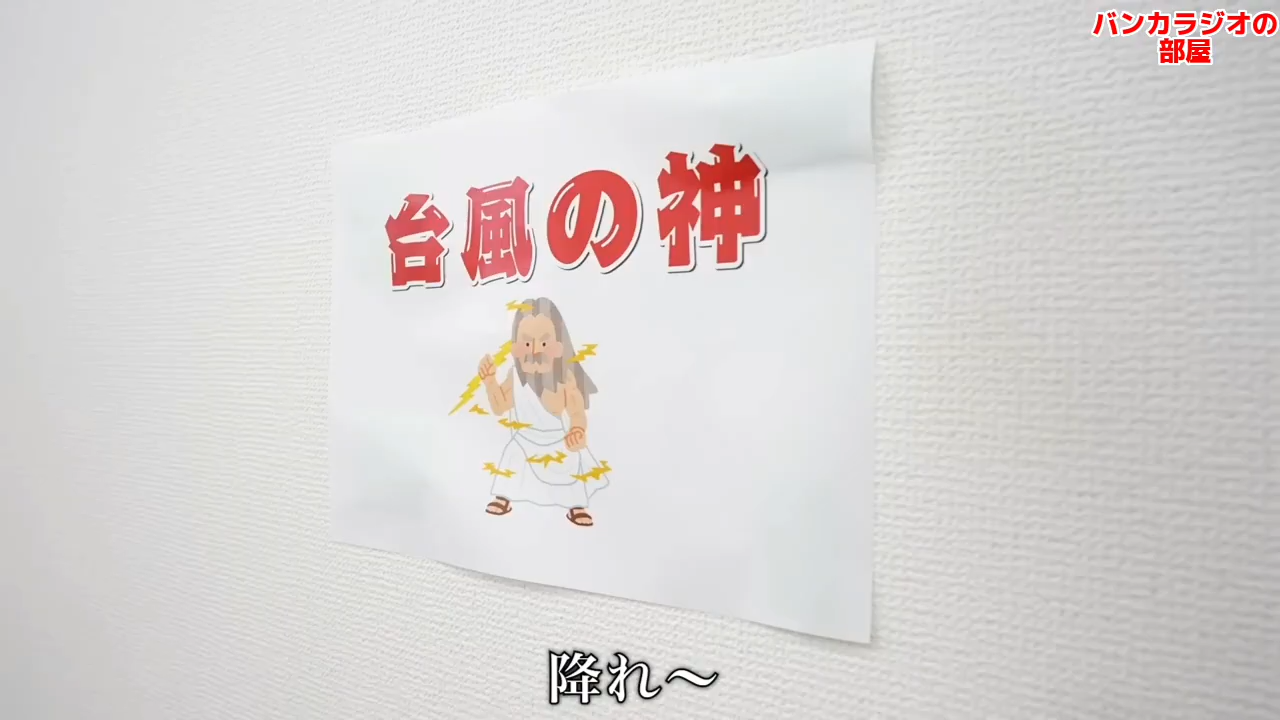 バンカラジオの
部屋
台風の神
降れ～